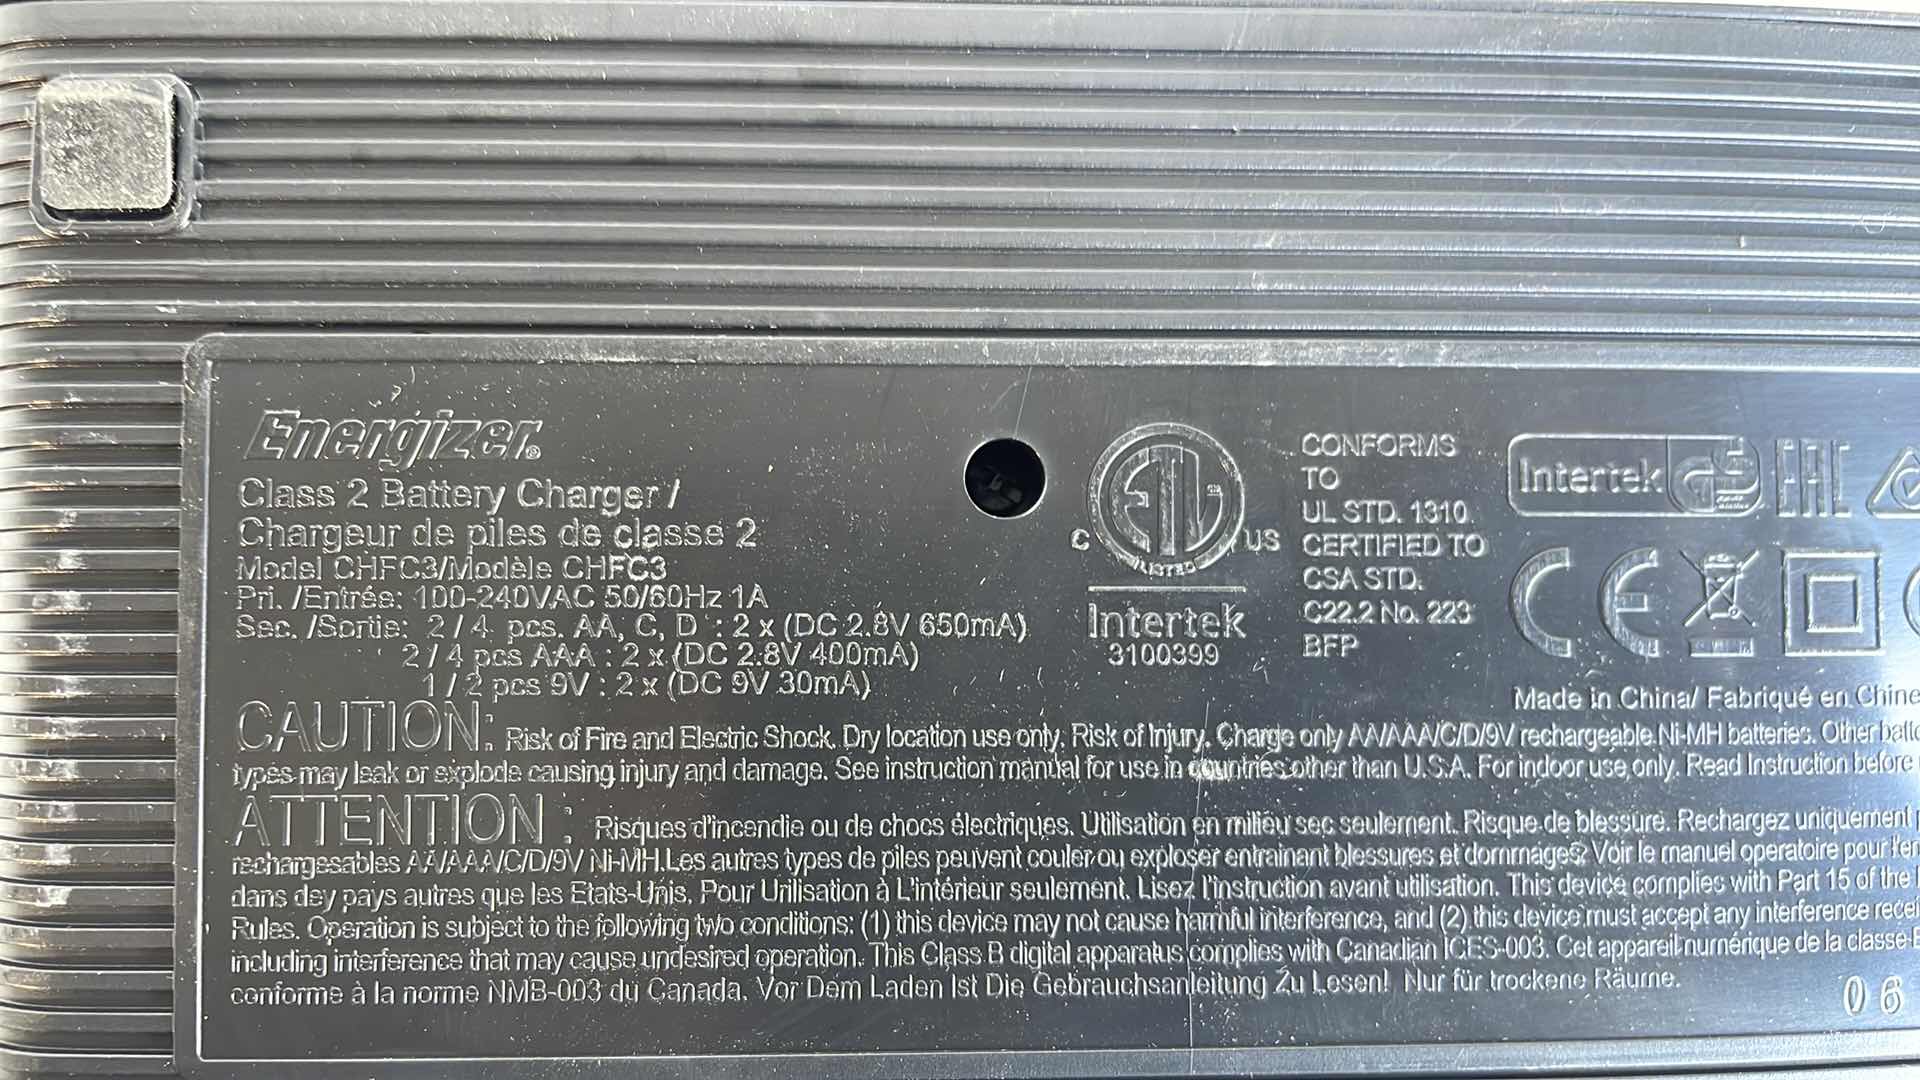 Energizer®
Class 2 Battery Charger /
Chargeur de piles de classe 2
Model CHFC3/Modèle CHFC3
Pri. /Entrée: 100-240VAC 50/60Hz 1A
Sec. /Sortie: 2 / 4 pcs. AA, C, D : 2 x (DC 2.8V 650mA)
2 / 4 pcs AAA : 2 x (DC 2.8V 400mA)
1 / 2 pcs 9V : 2 x (DC 9V 30mA)
ETL
C US
LISTED
Intertek
3100399
CONFORMS
TO
UL STD. 1310
CERTIFIED TO
CSA STD.
C22.2 No. 223
BFP
Intertek GS EAC
CE
Made in China/ Fabriqué en Chine
CAUTION: Risk of Fire and Electric Shock. Dry location use only. Risk of Injury. Charge only AA/AAA/C/D/9V rechargeable Ni-MH batteries. Other
types may leak or explode causing injury and damage. See instruction manual for use in countries other than U.S.A. For indoor use only. Read Instruction before
ATTENTION : Risques d'incendie ou de chocs électriques. Utilisation en milieu sec seulement. Risque de blessure. Rechargez uniquement
rechargesables AA/AAA/C/D/9V Ni-MH.Les autres types de piles peuvent couler ou exploser entrainant blessures et dommages? Voir le manuel operatoire pour
dans dey pays autres que les Etats-Unis. Pour Urilisation à L'intérieur seulement. Lisez l'instruction avant utilisation. This device complies with Part 15 of the
Rules. Operation is subject to the following two conditions: (1) this device may not cause harmful interference, and (2) this device must accept any interference
including interference that may cause undesired operation. This Class B digital apparatus complies with Canadian ICES-003. Cet appareil numérique de la classe B
conforme à la norme NMB-003 du Canada. Vor Dem Laden Ist Die Gebrauchsanleitung Zu Lesen! Nur für trockene Räume.
06